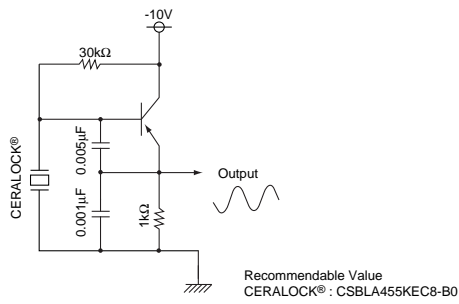 -10V
30kΩ
CERALOCK®
0.005μF
0.001μF
1kΩ
Output
Recommendable Value
CERALOCK® : CSBLA455KEC8-B0